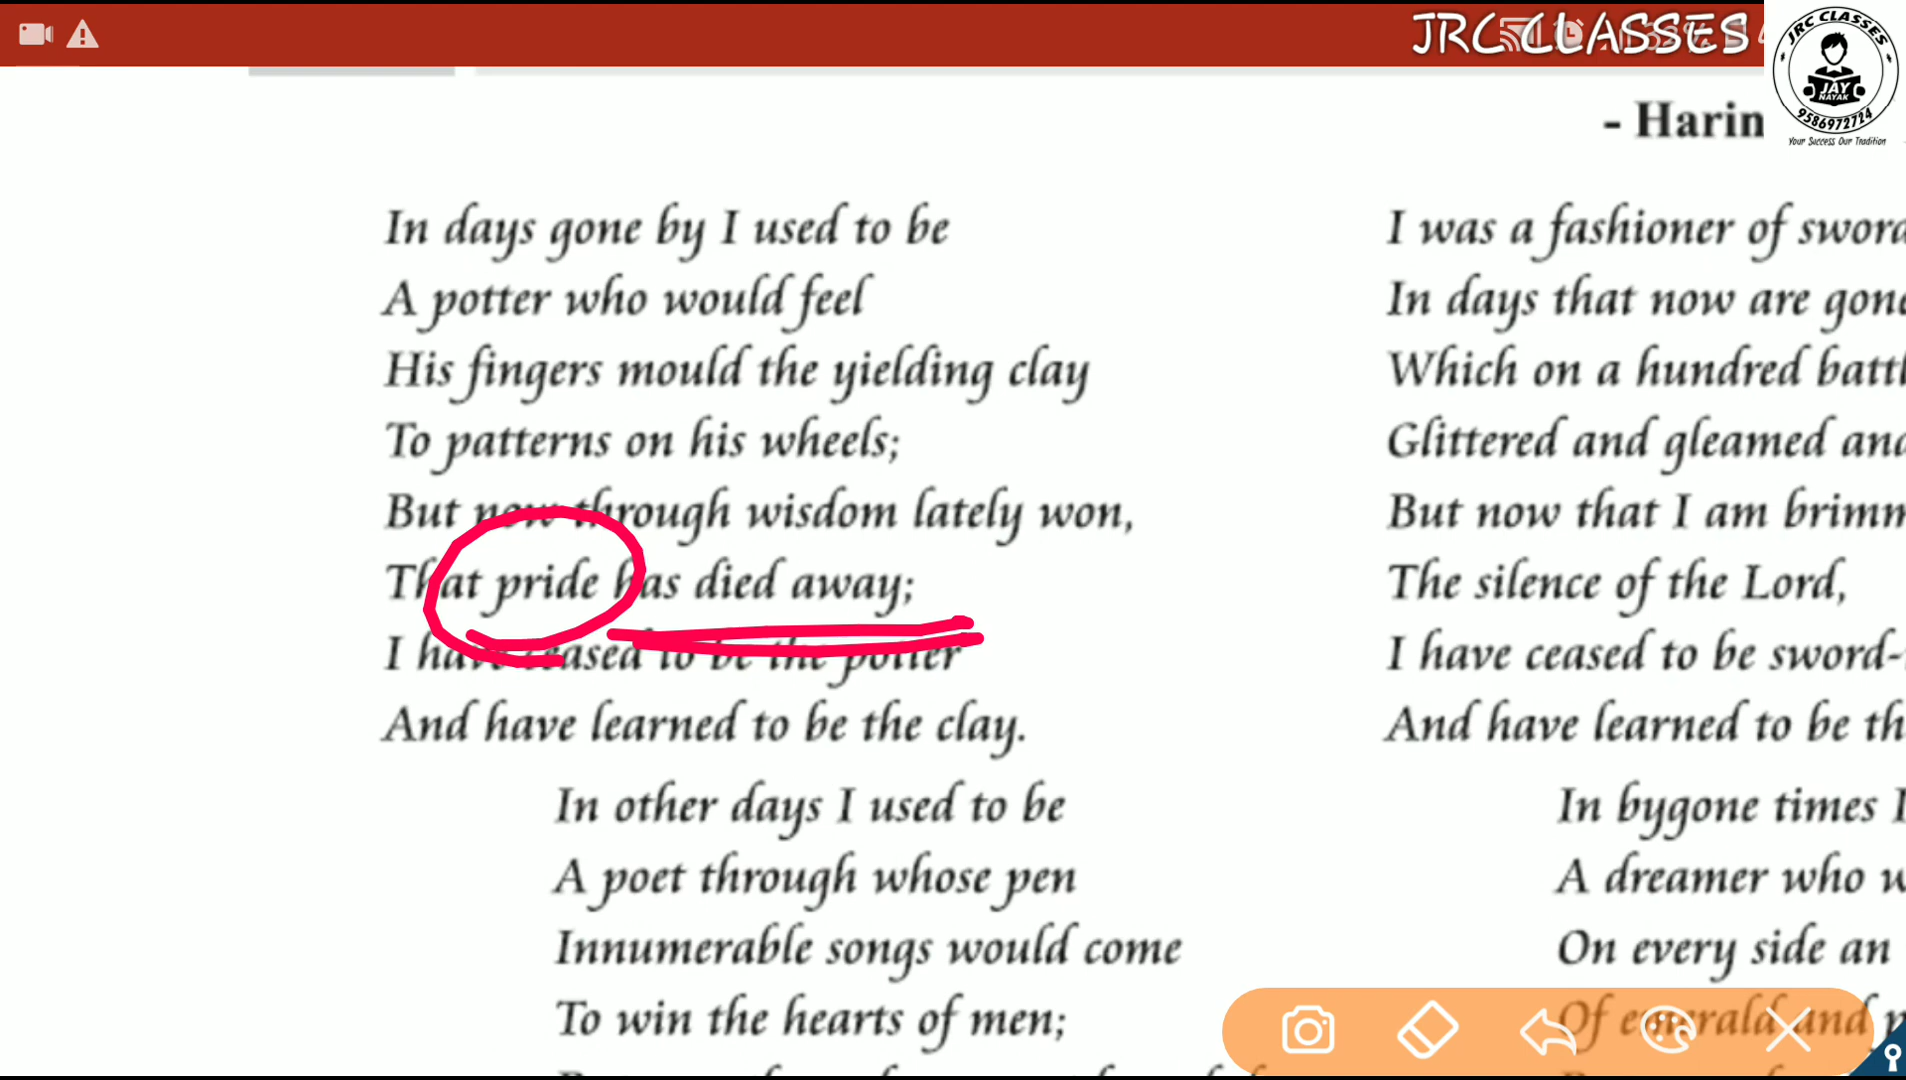 JRC CLASSES
JRC CLASSES
JAY
NAYAK
9586972724
Your Success Our Tradition
- Harin
In days gone by I used to be
A potter who would feel
His fingers mould the yielding clay
To patterns on his wheels;
But now through wisdom lately won,
That pride has died away;
I have ceased to be the potter
And have learned to be the clay.
In other days I used to be
A poet through whose pen
Innumerable songs would come
To win the hearts of men;
I was a fashioner of sword
In days that now are gone
Which on a hundred battl
Glittered and gleamed and
But now that I am brimm
The silence of the Lord,
I have ceased to be sword-
And have learned to be th
In bygone times I
A dreamer who w
On every side an
Of emerald and p